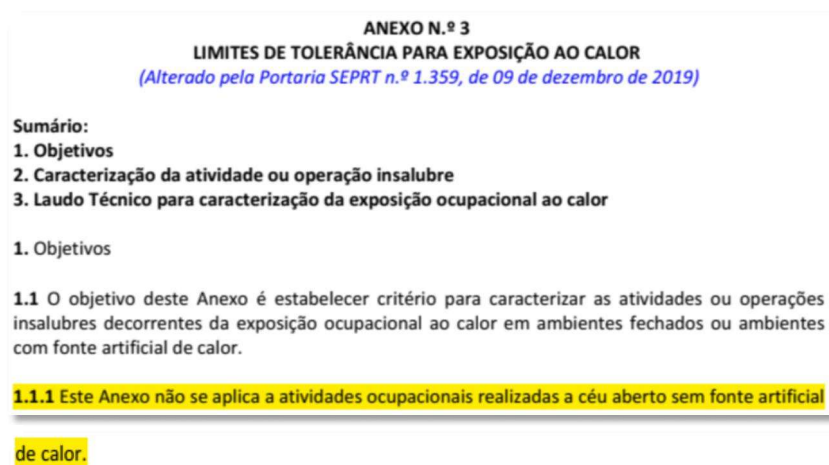 ANEXO N.º 3
LIMITES DE TOLERÂNCIA PARA EXPOSIÇÃO AO CALOR
(Alterado pela Portaria SEPRT n.º 1.359, de 09 de dezembro de 2019)
Sumário:
1. Objetivos
2. Caracterização da atividade ou operação insalubre
3. Laudo Técnico para caracterização da exposição ocupacional ao calor
1. Objetivos
1.1 O objetivo deste Anexo é estabelecer critério para caracterizar as atividades ou operações
insalubres decorrentes da exposição ocupacional ao calor em ambientes fechados ou ambientes
com fonte artificial de calor.
1.1.1 Este Anexo não se aplica a atividades ocupacionais realizadas a céu aberto sem fonte artificial
de calor.